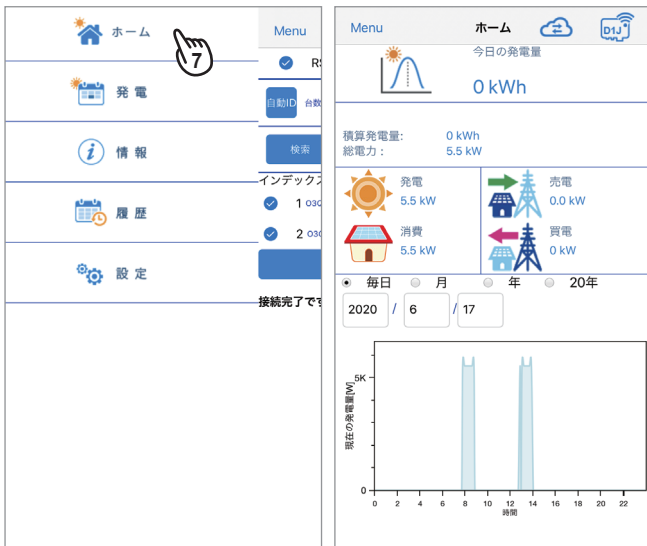 ホーム
7
発電
情報
履歴
設定
Menu
自動ID 台数
検索
インデックス
1 030
2 030
接続完了で
Menu ホーム D1J
今日の発電量
0 kWh
積算発電量: 0 kWh
総電力: 5.5 kW
発電
5.5 kW
売電
0.0 kW
消費
5.5 kW
買電
0 kW
毎日 月 年 20年
2020 / 6 / 17
現在の発電量[W]
5K
0
0 2 4 6 8 10 12 14 16 18 20 22
時間